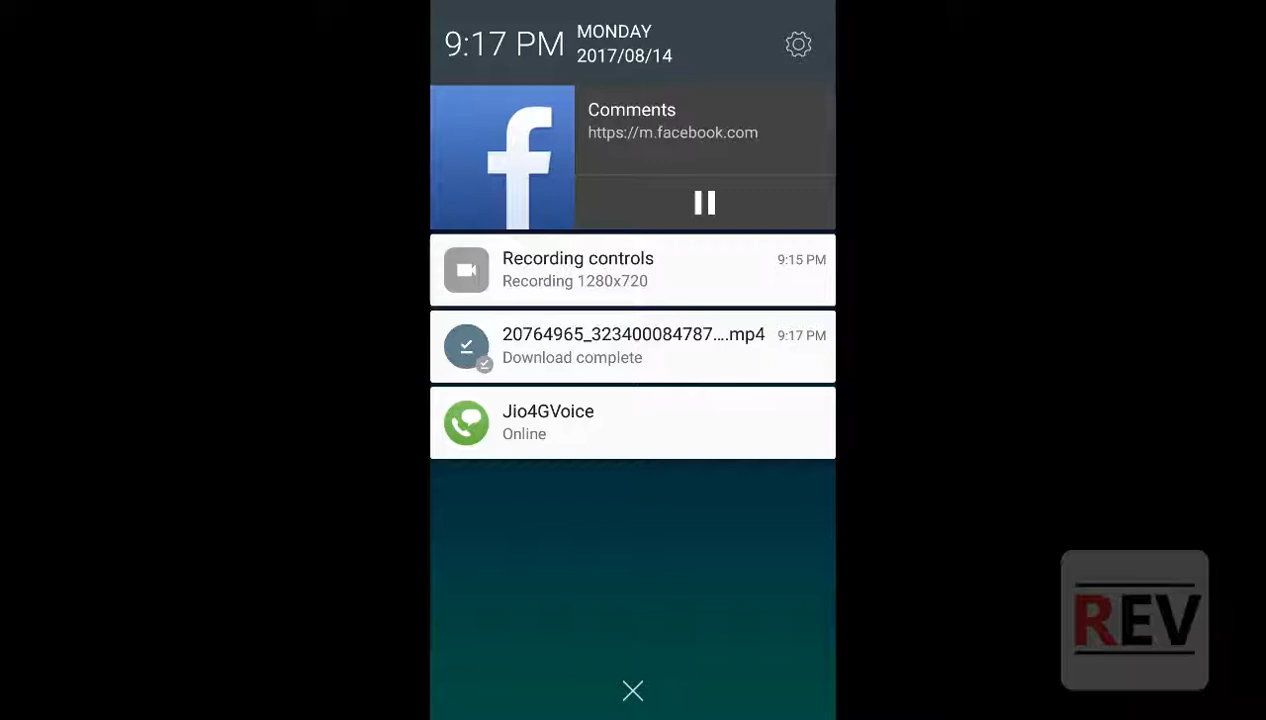 9:17 PM
MONDAY
2017/08/14
f
Comments
https://m.facebook.com
Recording controls
9:15 PM
Recording 1280x720
20764965_323400084787....mp4
9:17 PM
Download complete
Jio4GVoice
Online
REV